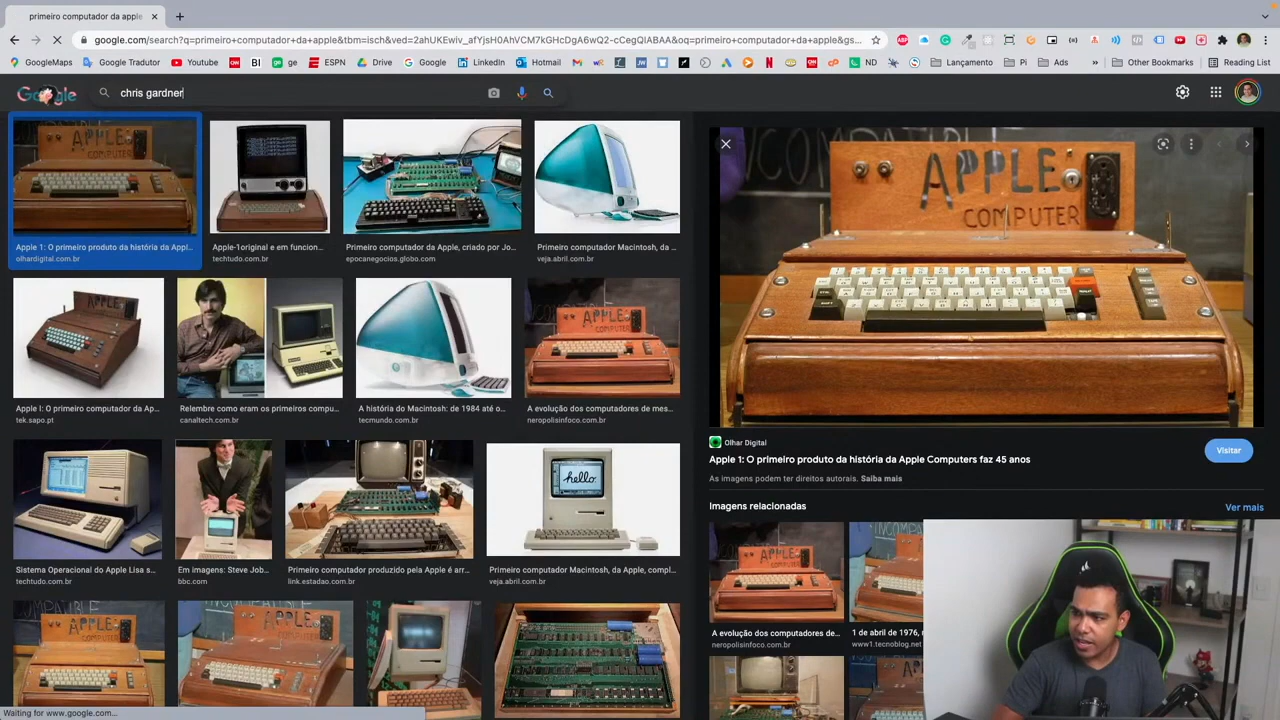 primeiro computador da apple
google.com/search?q=primeiro+computador+da+apple&tbm=isch&ved=2ahUKEwiv_afYjsH0AhVCM7kGHcDgA6wQ2-cCegQIABAA&oq=primeiro+computador+da+apple&gs...
GoogleMaps
Google Tradutor
Youtube
BI
ge
ESPN
Drive
Google
LinkedIn
Hotmail
ND
Lançamento
Pi
Ads
Other Bookmarks
Reading List
Google
chris gardner
Apple 1: O primeiro produto da história da Appl...
olhardigital.com.br
Apple-1original e em funcion...
techtudo.com.br
Primeiro computador da Apple, criado por Jo...
epocanegocios.globo.com
Primeiro computador Macintosh, da ...
veja.abril.com.br
APPLE
COMPUTER
Apple I: O primeiro computador da Ap...
tek.sapo.pt
Relembre como eram os primeiros compu...
canaltech.com.br
A história do Macintosh: de 1984 até o...
tecmundo.com.br
A evolução dos computadores de mes...
neropolisinfoco.com.br
Olhar Digital
Apple 1: O primeiro produto da história da Apple Computers faz 45 anos
Visitar
As imagens podem ter direitos autorais. Saiba mais
Imagens relacionadas
Ver mais
hello.
Sistema Operacional do Apple Lisa s...
techtudo.com.br
Em imagens: Steve Job...
bbc.com
Primeiro computador produzido pela Apple é arr...
link.estadao.com.br
Primeiro computador Macintosh, da Apple, compl...
veja.abril.com.br
A evolução dos computadores de...
neropolisinfoco.com.br
1 de abril de 1976, 
www1.tecnoblog.net
Waiting for www.google.com...